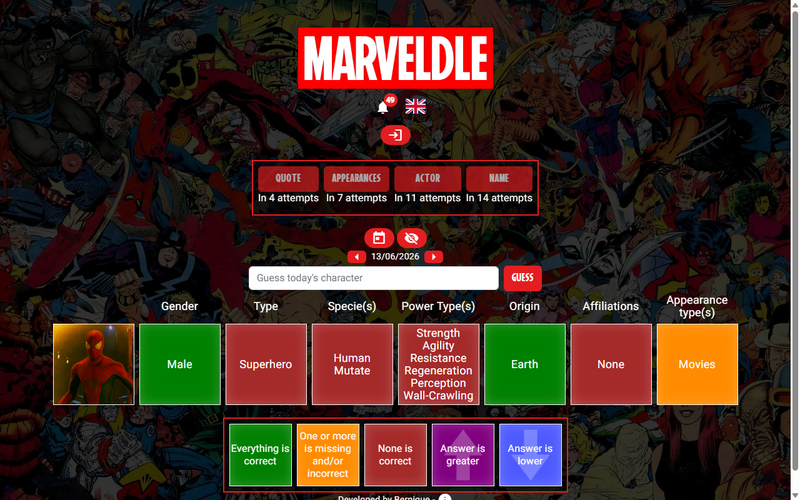 MARVELDLE
49
QUOTE APPEARANCES ACTOR NAME
In 4 attempts In 7 attempts In 11 attempts In 14 attempts
13/06/2026
Guess today's character GUESS
Gender Type Specie(s) Power Type(s) Origin Affiliations Appearance
type(s)
Male
Superhero
Human
Mutate
Strength
Agility
Resistance
Regeneration
Perception
Wall-Crawling
Earth
None
Movies
Everything is
correct
One or more
is missing
and/or
incorrect
None is
correct
Answer is
greater
Answer is
lower
Developed by Bernique -